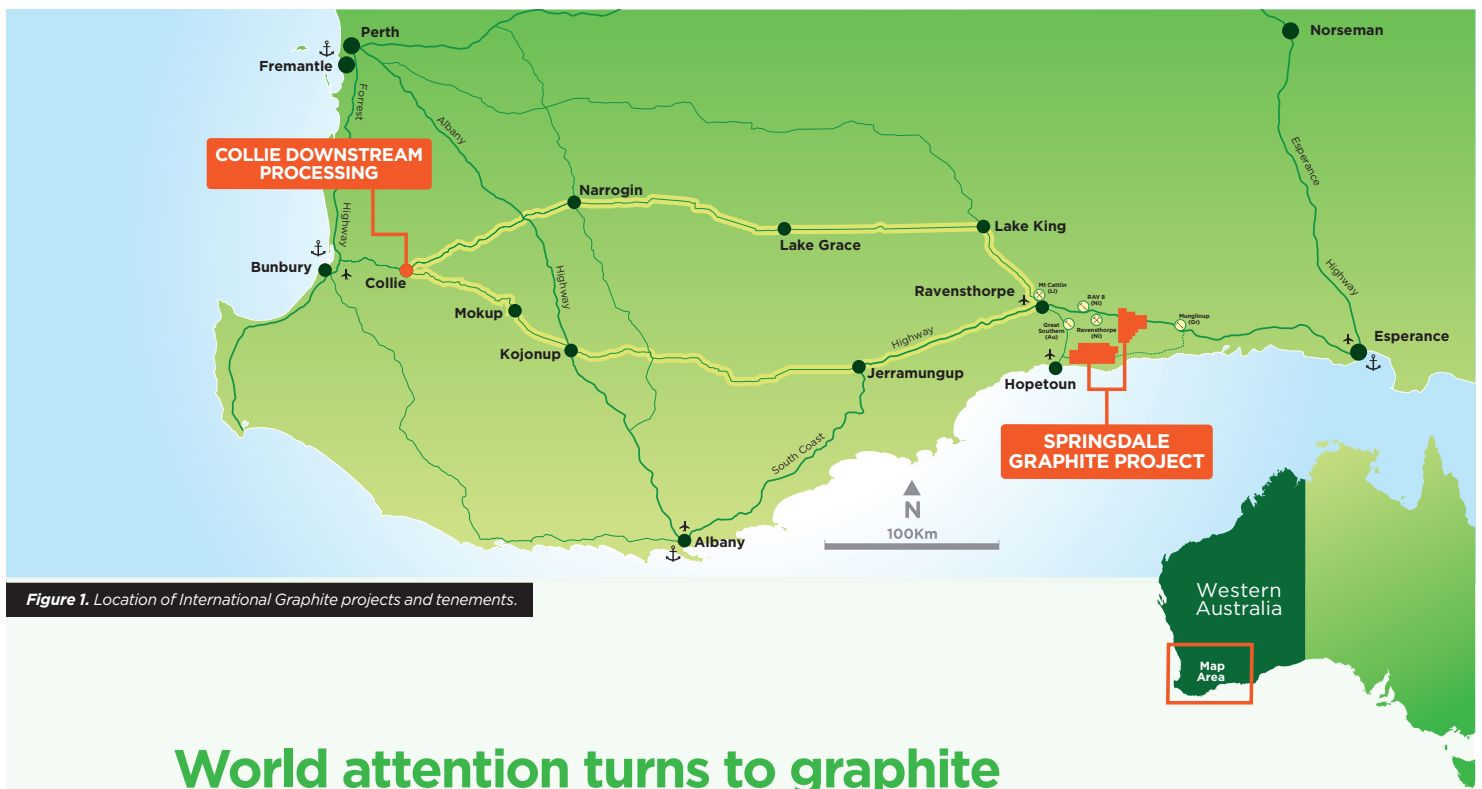 Perth
Fremantle
Norseman
Forrest
Albany
Esperance
COLLIE DOWNSTREAM
PROCESSING
Narrogin
Highway
Lake Grace
Lake King
Bunbury
Collie
Highway
Highway
Ravensthorpe
Mt Cattlin
(Li)
RAV 8
(Ni)
Mokup
Great
Southern
(Au)
Ravensthorpe
(Ni)
Munglinup
(Gr)
Kojonup
Highway
Esperance
Jerramungup
Hopetoun
South Coast
SPRINGDALE
GRAPHITE PROJECT
N
100Km
Albany
Figure 1. Location of International Graphite projects and tenements.
Western
Australia
Map
Area
World attention turns to graphite